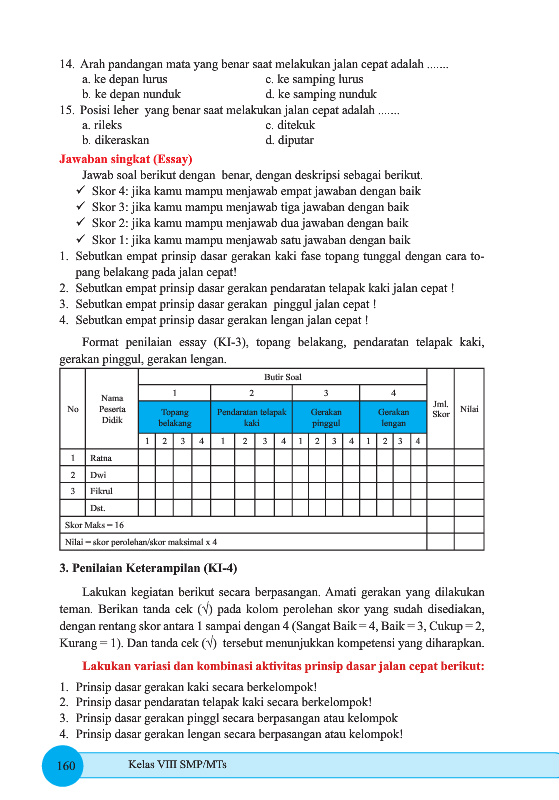 14. Arah pandangan mata yang benar saat melakukan jalan cepat adalah .......
a. ke depan lurus c. ke samping lurus
b. ke depan nunduk d. ke samping nunduk
15. Posisi leher yang benar saat melakukan jalan cepat adalah .......
a. rileks c. ditekuk
b. dikeraskan d. diputar
Jawaban singkat (Essay)
Jawab soal berikut dengan benar, dengan deskripsi sebagai berikut.
✓ Skor 4: jika kamu mampu menjawab empat jawaban dengan baik
✓ Skor 3: jika kamu mampu menjawab tiga jawaban dengan baik
✓ Skor 2: jika kamu mampu menjawab dua jawaban dengan baik
✓ Skor 1: jika kamu mampu menjawab satu jawaban dengan baik
1. Sebutkan empat prinsip dasar gerakan kaki fase topang tunggal dengan cara to-
pang belakang pada jalan cepat!
2. Sebutkan empat prinsip dasar gerakan pendaratan telapak kaki jalan cepat !
3. Sebutkan empat prinsip dasar gerakan pinggul jalan cepat !
4. Sebutkan empat prinsip dasar gerakan lengan jalan cepat !
Format penilaian essay (KI-3), topang belakang, pendaratan telapak kaki,
gerakan pinggul, gerakan lengan.
No Nama Peserta Didik Butir Soal Jml. Skor Nilai
1 2 3 4
Topang belakang Pendaratan telapak kaki Gerakan pinggul Gerakan lengan
1 2 3 4 1 2 3 4 1 2 3 4 1 2 3 4
1 Ratna
2 Dwi
3 Fikrul
Dst.
Skor Maks = 16
Nilai = skor perolehan/skor maksimal x 4
3. Penilaian Keterampilan (KI-4)
Lakukan kegiatan berikut secara berpasangan. Amati gerakan yang dilakukan
teman. Berikan tanda cek (√) pada kolom perolehan skor yang sudah disediakan,
dengan rentang skor antara 1 sampai dengan 4 (Sangat Baik = 4, Baik = 3, Cukup = 2,
Kurang = 1). Dan tanda cek (√) tersebut menunjukkan kompetensi yang diharapkan.
Lakukan variasi dan kombinasi aktivitas prinsip dasar jalan cepat berikut:
1. Prinsip dasar gerakan kaki secara berkelompok!
2. Prinsip dasar pendaratan telapak kaki secara berkelompok!
3. Prinsip dasar gerakan pinggl secara berpasangan atau kelompok
4. Prinsip dasar gerakan lengan secara berpasangan atau kelompok!
160 Kelas VIII SMP/MTs